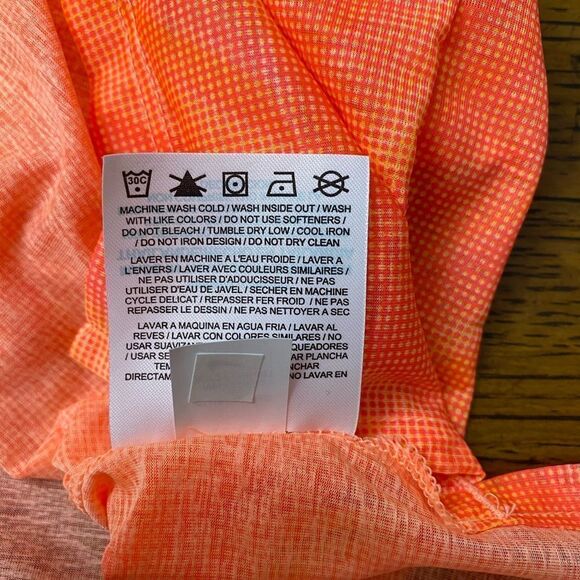 30C
MACHINE WASH COLD / WASH INSIDE OUT / WASH
WITH LIKE COLORS / DO NOT USE SOFTENERS /
DO NOT BLEACH / TUMBLE DRY LOW / COOL IRON
/ DO NOT IRON DESIGN / DO NOT DRY CLEAN
LAVER EN MACHINE A L'EAU FROIDE / LAVER A
L'ENVERS / LAVER AVEC COULEURS SIMILAIRES /
NE PAS UTILISER D'ADOUCISSEUR / NE PAS
UTILIZER D'EAU DE JAVEL / SECHER EN MACHINE
CYCLE DELICAT / REPASSER FER FROID / NE PAS
REPASSER LE DESSIN / NE PAS NETTOYER A SEC
LAVAR A MAQUINA EN AGUA FRIA / LAVAR AL
REVES / LAVAR CON COLORES SIMILARES / NO
USAR
/ USAR PLANCHA
NO LAVAR EN